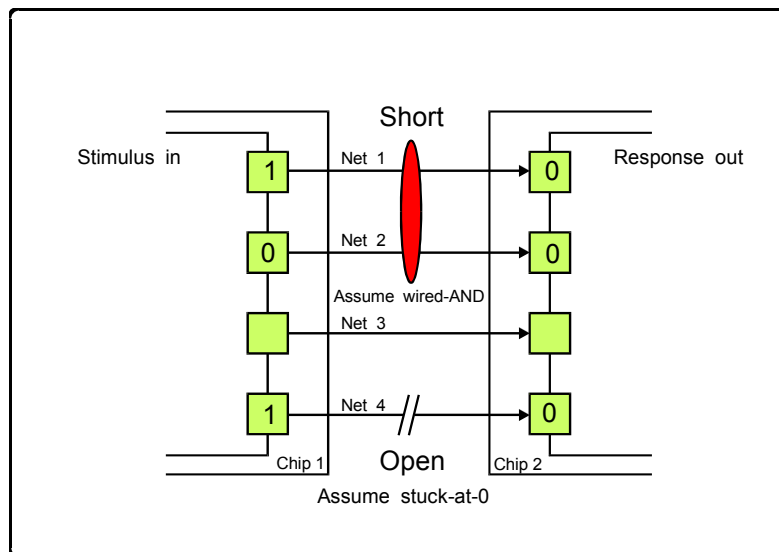 Short
Stimulus in
1
Net 1
0
Response out
0
Net 2
0
Assume wired-AND
Net 3
1
Net 4
0
Chip 1
Open
Chip 2
Assume stuck-at-0